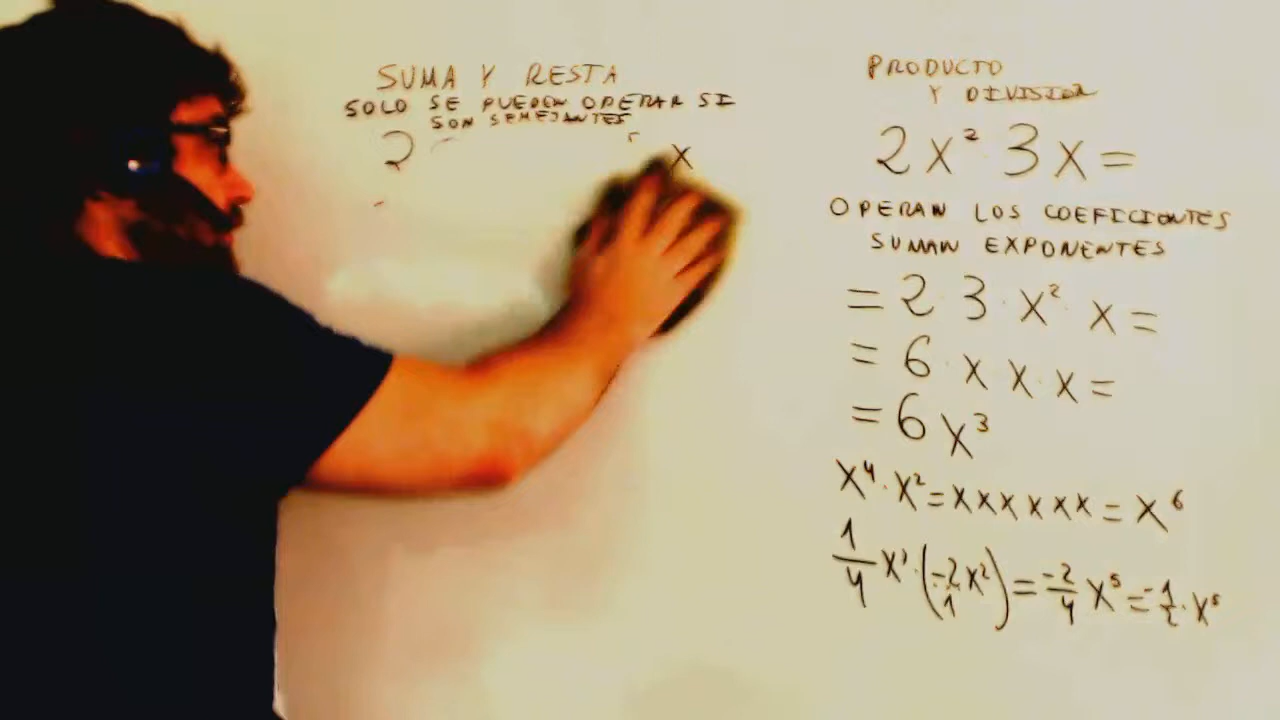 SUMA Y RESTA
SOLO SE PUEDEN OPERAR SI
SON SEMEJANTES
2 x
PRODUCTO
Y DIVISION
2x² 3x=
OPERAN LOS COEFICIENTES
SUMAN EXPONENTES
= 2·3·x²·x=
= 6·x·x·x=
= 6x³
x⁴·x²=xxxxxx=x⁶
1/4 x³·(-2/1 x²)=-2/4 x⁵=-1/2·x⁵